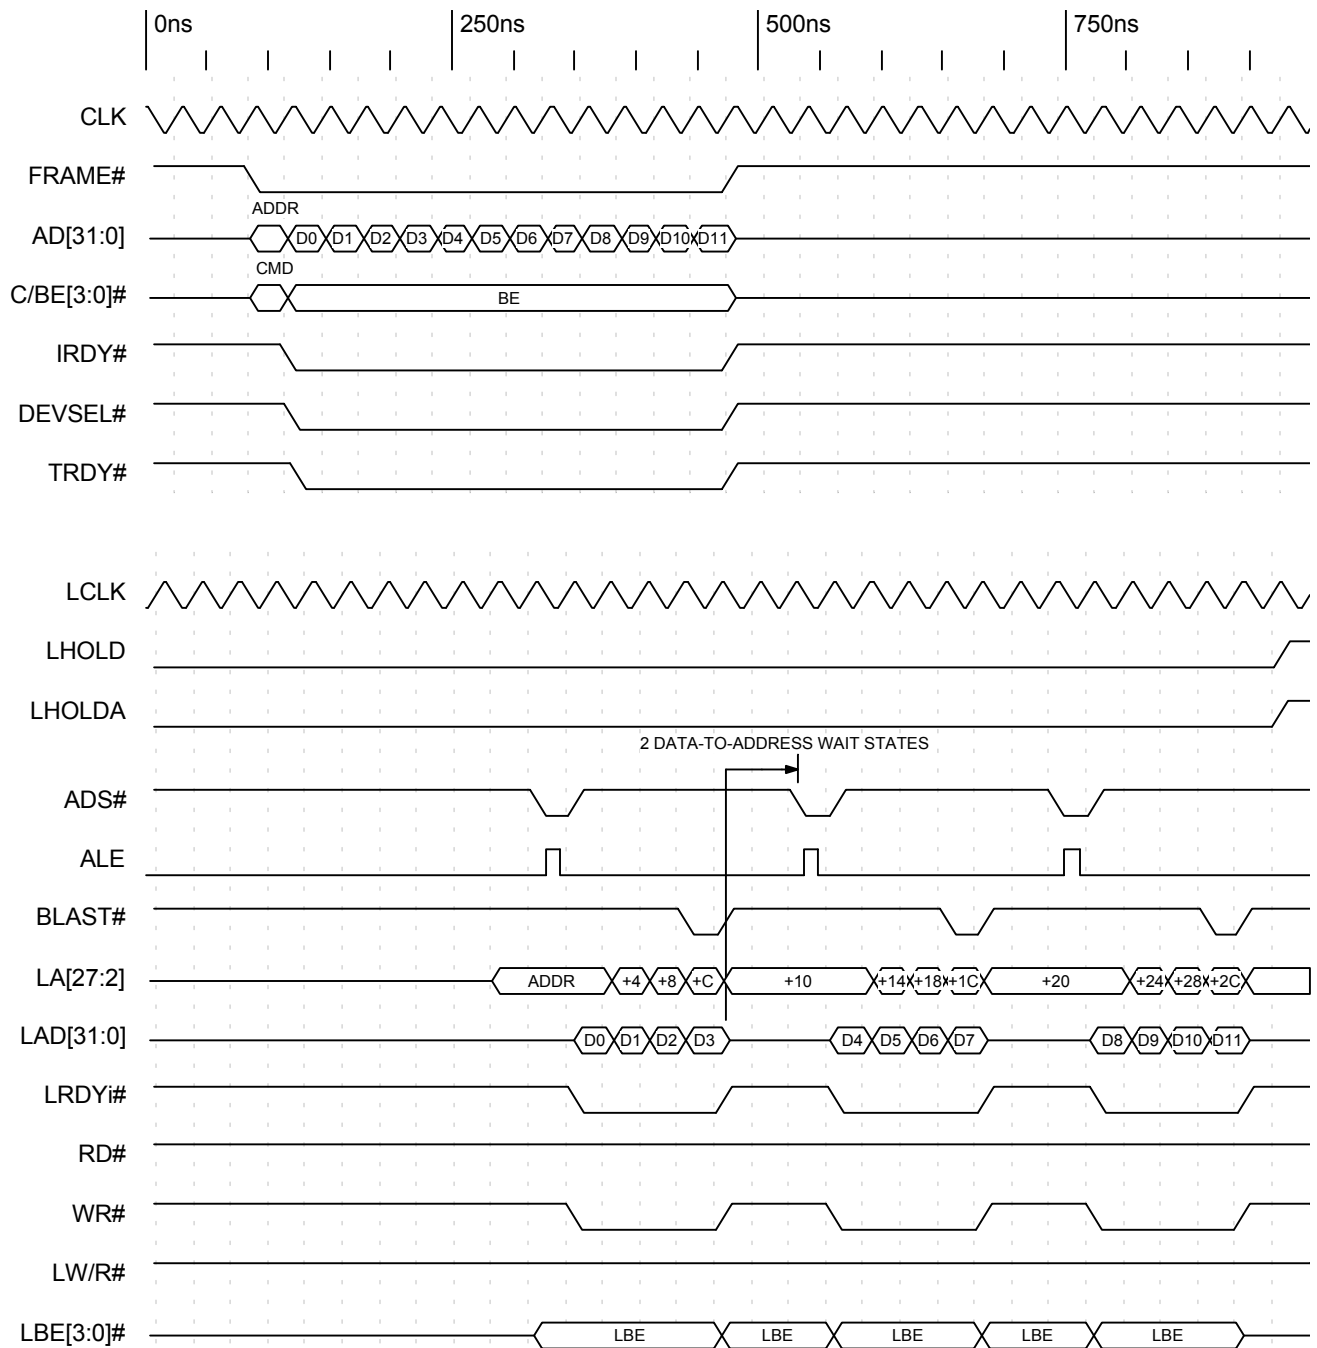 0ns 250ns 500ns 750ns
CLK
FRAME#
ADDR
AD[31:0] D0 D1 D2 D3 D4 D5 D6 D7 D8 D9 D10 D11
CMD
C/BE[3:0]# BE
IRDY#
DEVSEL#
TRDY#
LCLK
LHOLD
LHOLDA
2 DATA-TO-ADDRESS WAIT STATES
ADS#
ALE
BLAST#
LA[27:2] ADDR +4 +8 +C +10 +14 +18 +1C +20 +24 +28 +2C
LAD[31:0] D0 D1 D2 D3 D4 D5 D6 D7 D8 D9 D10 D11
LRDYi#
RD#
WR#
LW/R#
LBE[3:0]# LBE LBE LBE LBE LBE